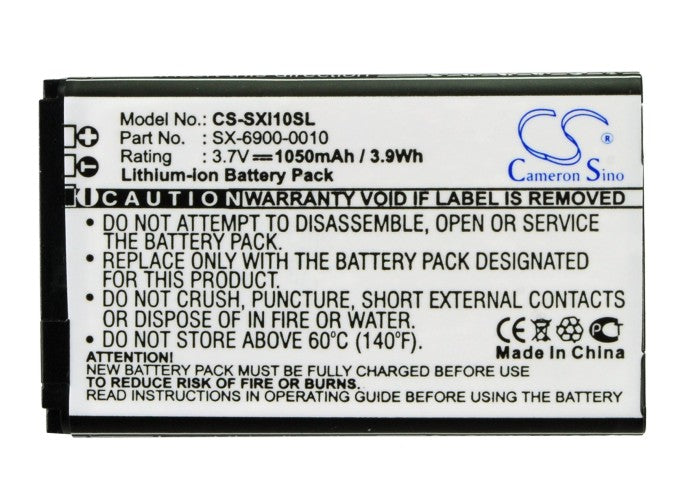 Model No.: CS-SXI10SL
Part No. : SX-6900-0010
Rating : 3.7V 1050mAh / 3.9Wh
Lithium-ion Battery Pack
CS ®
Cameron Sino
CAUTION WARRANTY VOID IF LABEL IS REMOVED
• DO NOT ATTEMPT TO DISASSEMBLE, OPEN OR SERVICE
THE BATTERY PACK.
• REPLACE ONLY WITH THE BATTERY PACK DESIGNED
SPECIFICALLY FOR THIS PRODUCT.
• DO NOT CRUSH, PUNCTURE, SHORT EXTERNAL CONTACTS
OR DISPOSE OF IN FIRE OR WATER.
• DO NOT STORE ABOVE 60°C (140°F).
CE
Made in China
ATTENTION!
NEW REPLACEMENT BATTERY PACK MUST BE FULLY CHARGED BEFORE USE
TO REDUCE THE RISK OF FIRE OR BURNS.
READ INSTRUCTIONS IN OPERATING GUIDE BEFORE USE.